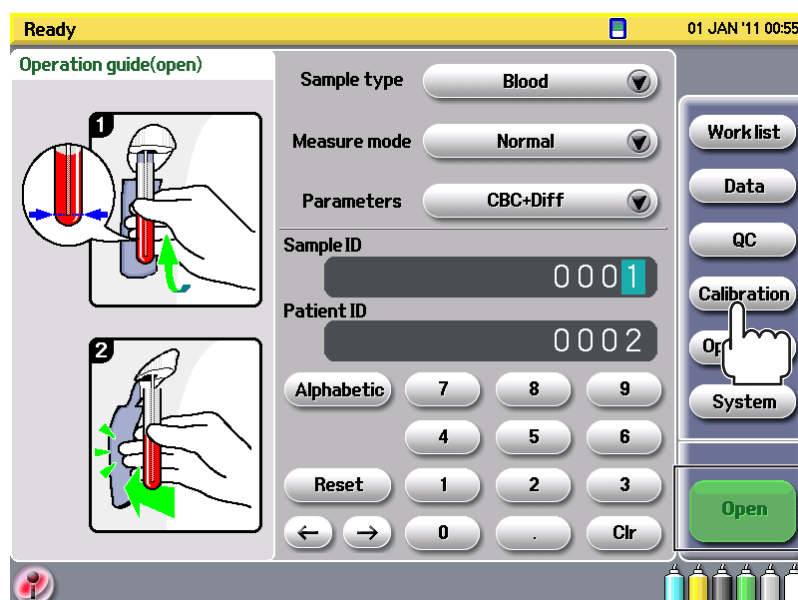 Ready
01 JAN '11 00:55
Operation guide(open)
1
2
Sample type
Blood
Measure mode
Normal
Parameters
CBC+Diff
Sample ID
0001
Patient ID
0002
Alphabetic 7 8 9
4 5 6
Reset 1 2 3
← → 0 . Clr
Work list
Data
QC
Calibration
System
Open